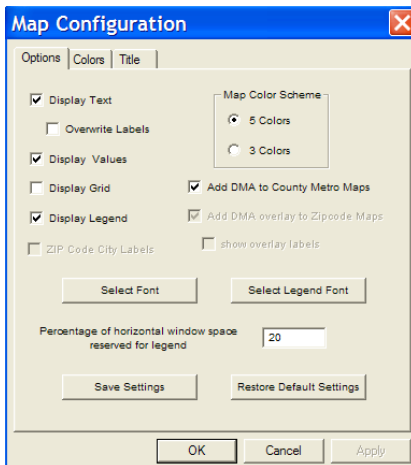 Map Configuration
Options Colors Title
Display Text
Overwrite Labels
Display Values
Display Grid
Display Legend
ZIP Code City Labels
Map Color Scheme
5 Colors
3 Colors
Add DMA to County Metro Maps
Add DMA overlay to Zipcode Maps
show overlay labels
Select Font
Select Legend Font
Percentage of horizontal window space
reserved for legend
20
Save Settings
Restore Default Settings
OK
Cancel
Apply